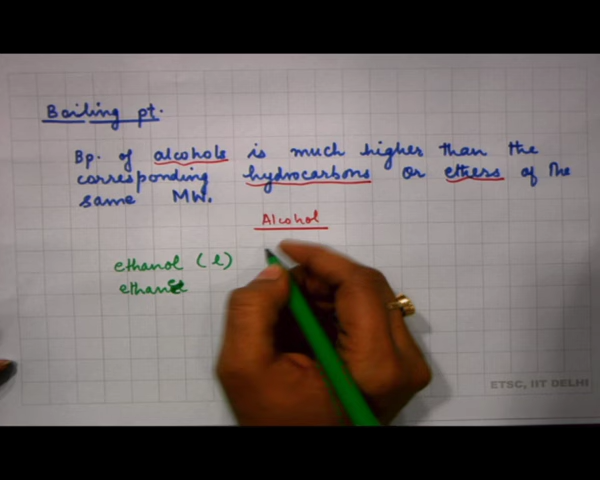 Boiling pt.
Bp. of alcohols is much higher than the
corresponding hydrocarbons or ethers of the
same MW.
Alcohol
ethanol (l)
ethane
ETSC, IIT DELHI